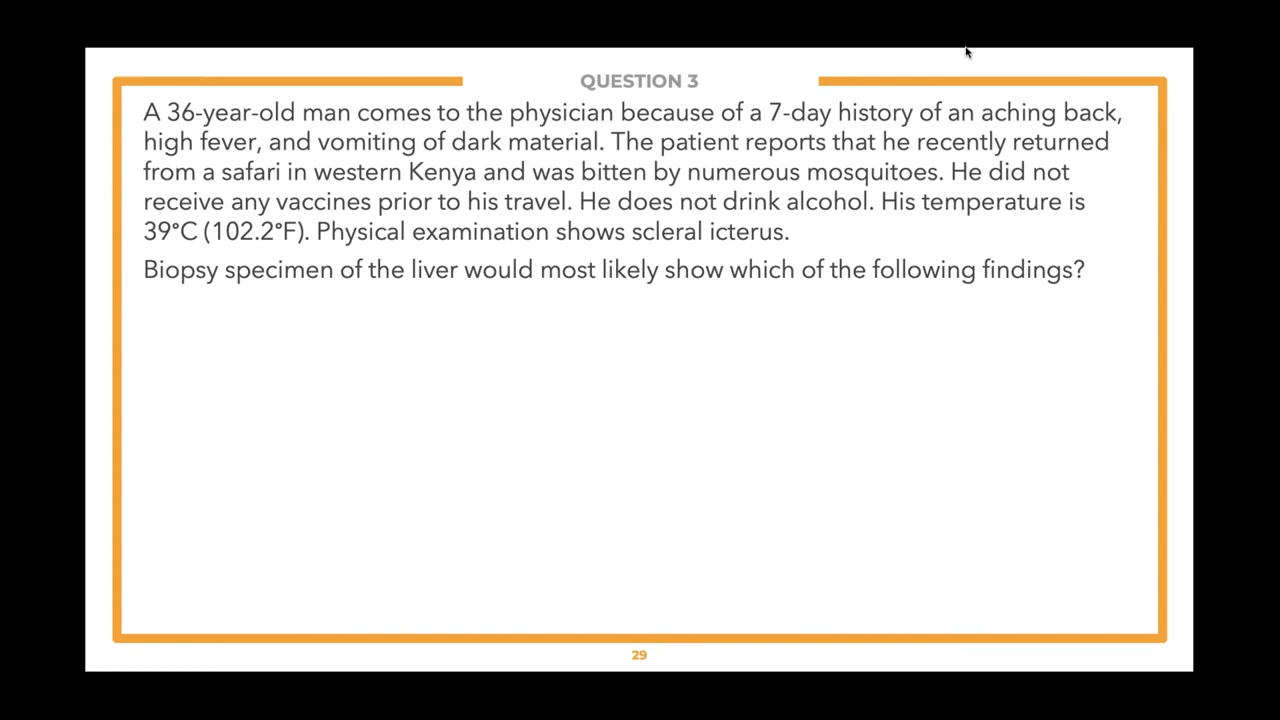 QUESTION 3
A 36-year-old man comes to the physician because of a 7-day history of an aching back,
high fever, and vomiting of dark material. The patient reports that he recently returned
from a safari in western Kenya and was bitten by numerous mosquitoes. He did not
receive any vaccines prior to his travel. He does not drink alcohol. His temperature is
39°C (102.2°F). Physical examination shows scleral icterus.
Biopsy specimen of the liver would most likely show which of the following findings?
29